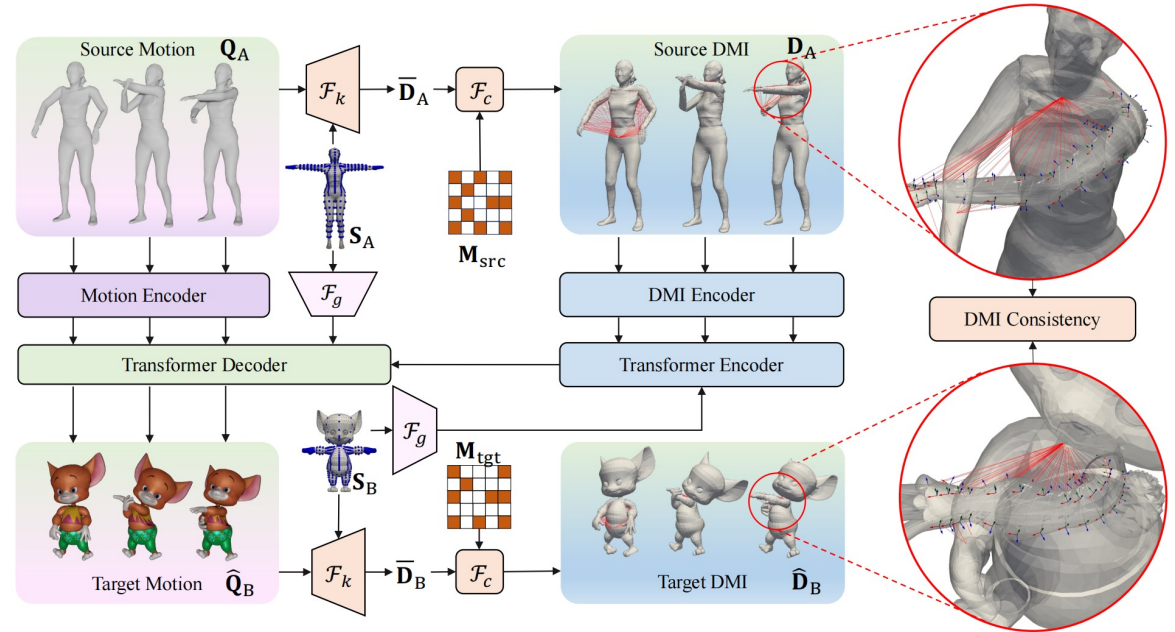 Source Motion Q_A
F_k
D̅_A
F_c
Source DMI D_A
S_A
M_src
F_g
Motion Encoder
DMI Encoder
DMI Consistency
Transformer Decoder
Transformer Encoder
F_g
M_tgt
S_B
Target Motion Q̂_B
F_k
D̅_B
F_c
Target DMI D̂_B